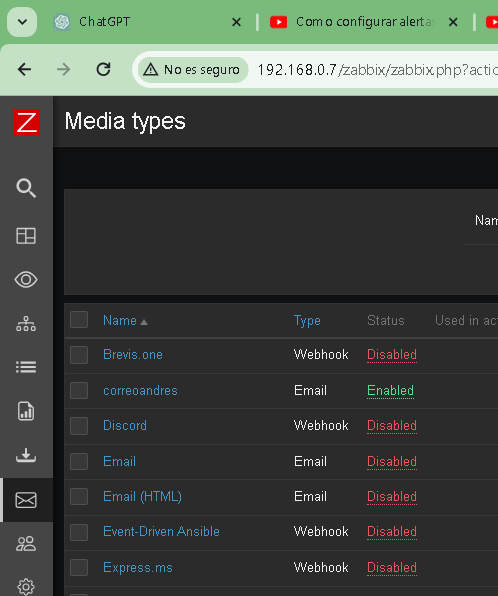 ChatGPT
Como configurar alerta
No es seguro 192.168.0.7/zabbix/zabbix.php?actio
Z Media types
Nam
Name Type Status Used in ac
Brevis.one Webhook Disabled
correoandres Email Enabled
Discord Webhook Disabled
Email Email Disabled
Email (HTML) Email Disabled
Event-Driven Ansible Webhook Disabled
Express.ms Webhook Disabled